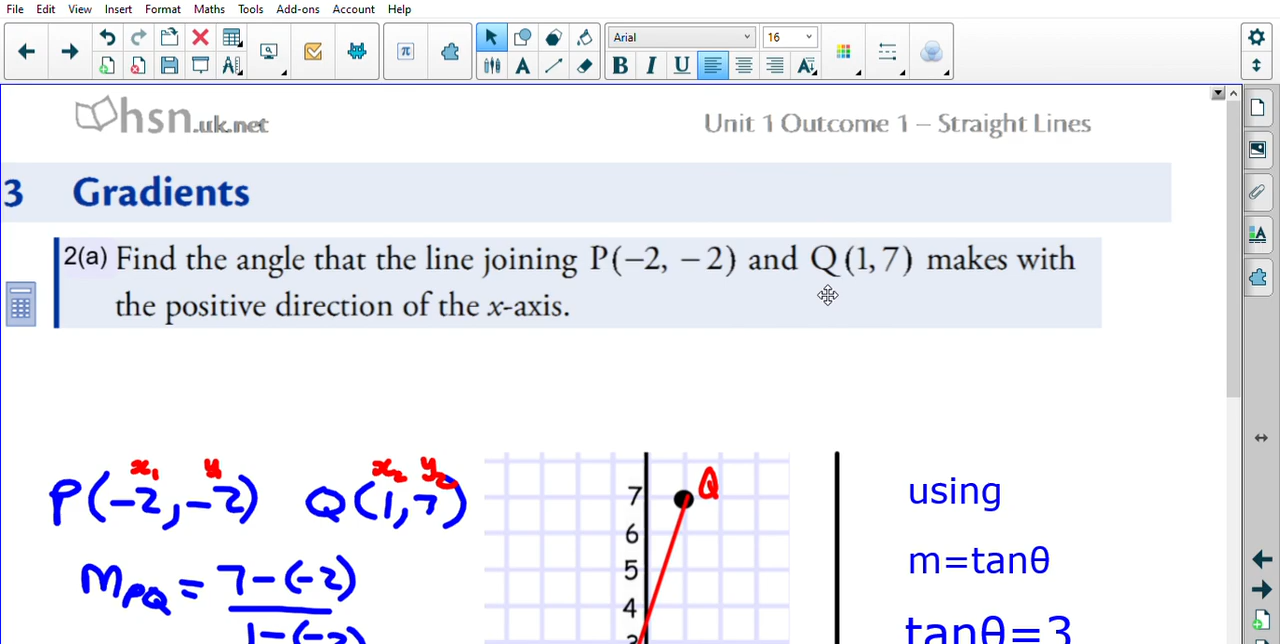 File Edit View Insert Format Maths Tools Add-ons Account Help
Arial 16
π A B I U
hsn.uk.net
Unit 1 Outcome 1 – Straight Lines
3 Gradients
2(a) Find the angle that the line joining P(−2, −2) and Q(1, 7) makes with
the positive direction of the x-axis.
x₁ y₁ x₂ y₂
P(-2,-2) Q(1,7)
m_PQ = 7-(-2)
1-(-2)
Q
7
6
5
4
3
using
m=tanθ
tanθ=3